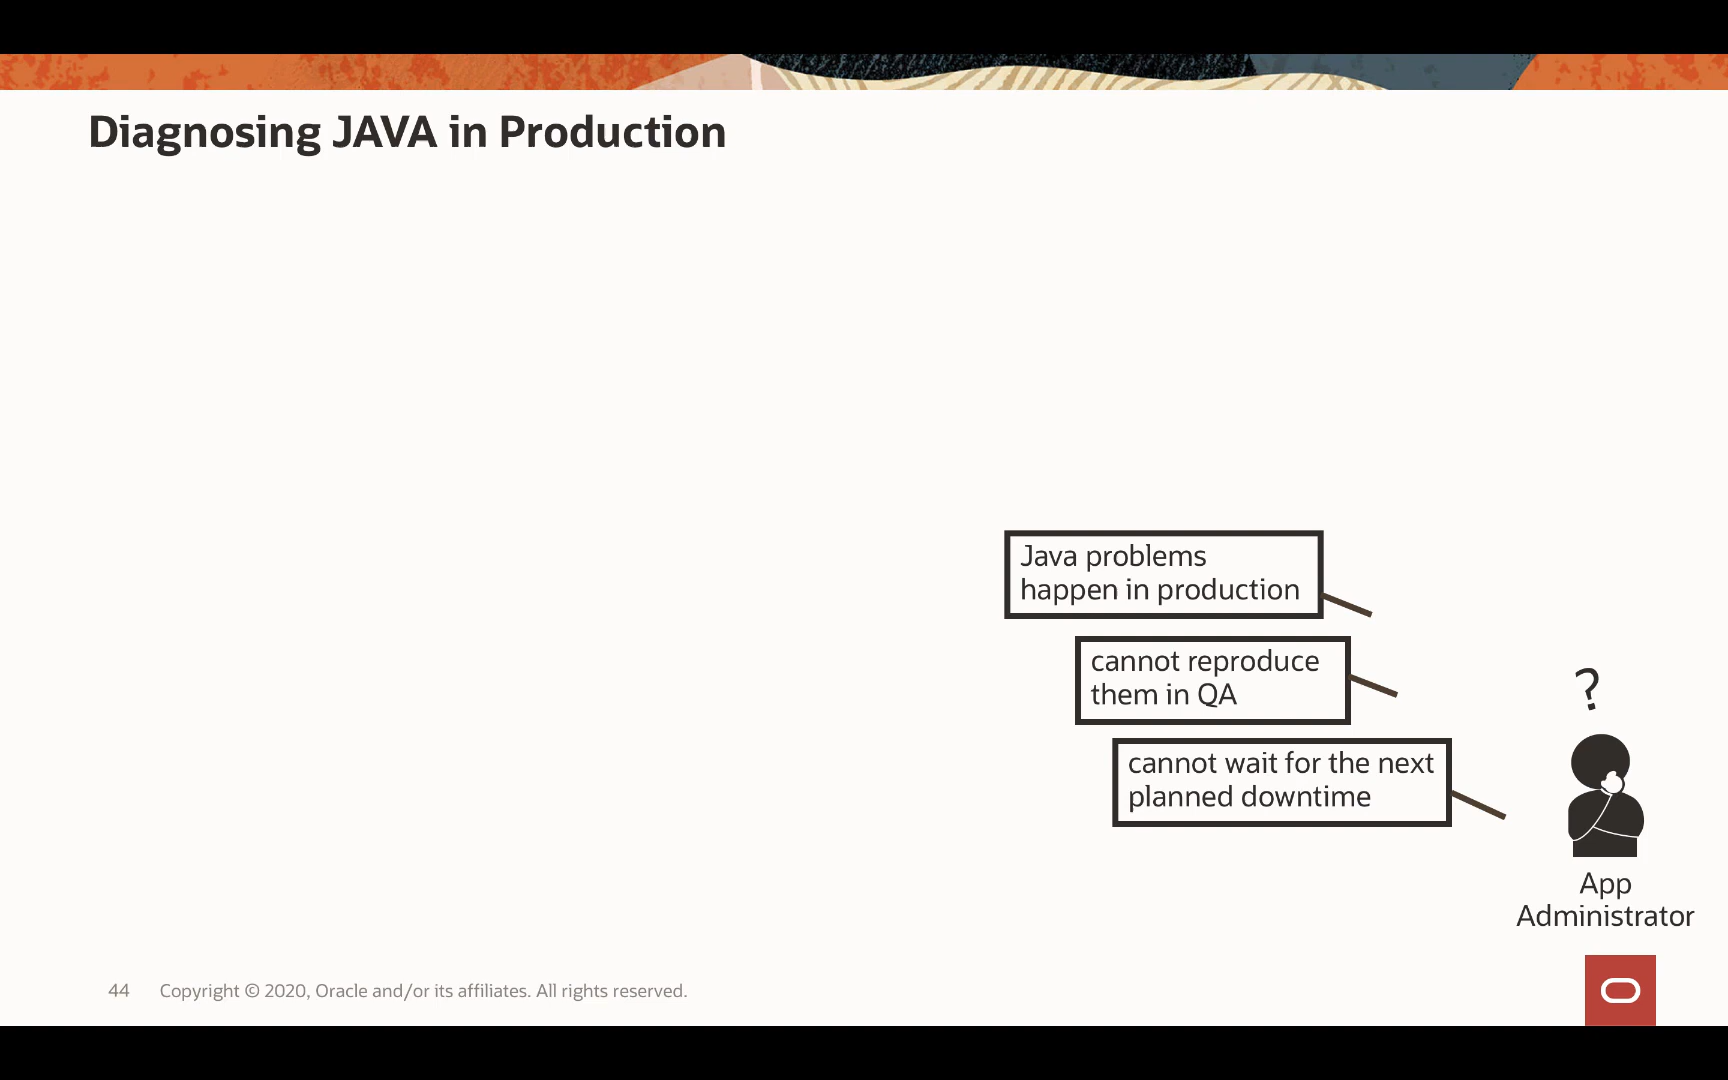 Diagnosing JAVA in Production
Java problems
happen in production
cannot reproduce
them in QA
cannot wait for the next
planned downtime
?
App
Administrator
44 Copyright © 2020, Oracle and/or its affiliates. All rights reserved.